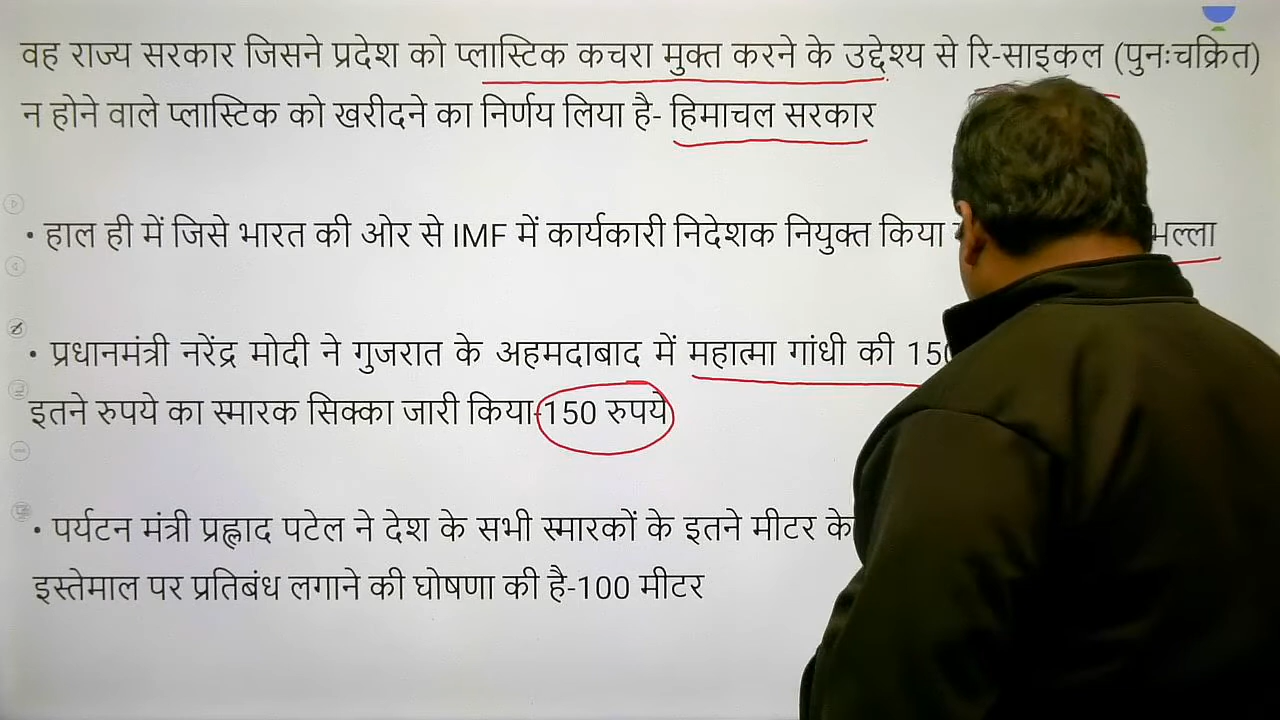 वह राज्य सरकार जिसने प्रदेश को प्लास्टिक कचरा मुक्त करने के उद्देश्य से रि-साइकल (पुनःचक्रित)
न होने वाले प्लास्टिक को खरीदने का निर्णय लिया है- हिमाचल सरकार
• हाल ही में जिसे भारत की ओर से IMF में कार्यकारी निदेशक नियुक्त किया भल्ला
• प्रधानमंत्री नरेंद्र मोदी ने गुजरात के अहमदाबाद में महात्मा गांधी की 150
इतने रुपये का स्मारक सिक्का जारी किया-150 रुपये
• पर्यटन मंत्री प्रह्लाद पटेल ने देश के सभी स्मारकों के इतने मीटर के
इस्तेमाल पर प्रतिबंध लगाने की घोषणा की है-100 मीटर